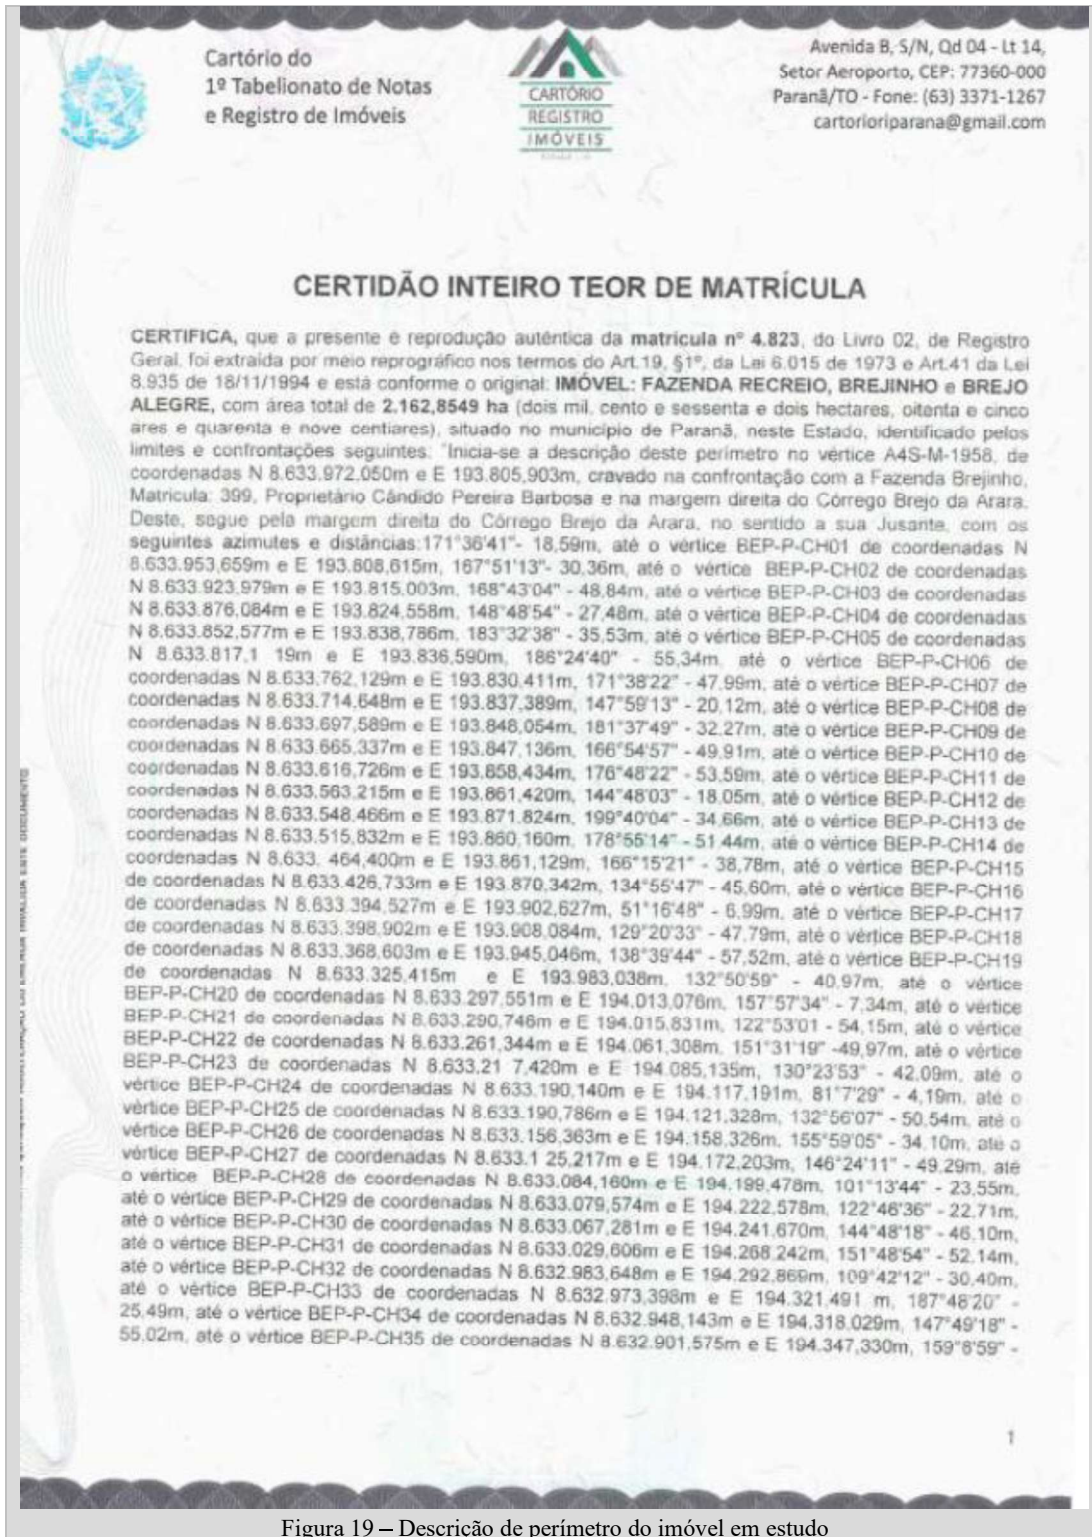 Cartório do
1º Tabelionato de Notas
e Registro de Imóveis
CARTÓRIO
REGISTRO
IMÓVEIS
Avenida B, S/N, Qd 04 - Lt 14,
Setor Aeroporto, CEP: 77360-000
Paranã/TO - Fone: (63) 3371-1267
cartorioriparana@gmail.com
CERTIDÃO INTEIRO TEOR DE MATRÍCULA
CERTIFICA, que a presente é reprodução autêntica da matrícula nº 4.823, do Livro 02, de Registro
Geral, foi extraída por meio reprográfico nos termos do Art.19, §1º, da Lei 6.015 de 1973 e Art.41 da Lei
8.935 de 18/11/1994 e está conforme o original: IMÓVEL: FAZENDA RECREIO, BREJINHO e BREJO
ALEGRE, com área total de 2.162,8549 ha (dois mil, cento e sessenta e dois hectares, oitenta e cinco
ares e quarenta e nove centiares), situado no município de Paranã, neste Estado, identificado pelos
limites e confrontações seguintes: "Inicia-se a descrição deste perímetro no vértice A4S-M-1958, de
coordenadas N 8.633.972,050m e E 193.805,903m, cravado na confrontação com a Fazenda Brejinho,
Matricula: 399, Proprietário Cândido Pereira Barbosa e na margem direita do Córrego Brejo da Arara.
Deste, segue pela margem direita do Córrego Brejo da Arara, no sentido a sua Jusante, com os
seguintes azimutes e distâncias:171°36'41"- 18,59m, até o vértice BEP-P-CH01 de coordenadas N
8.633.953,659m e E 193.808,615m, 167°51'13"- 30,36m, até o vértice BEP-P-CH02 de coordenadas
N 8.633.923,979m e E 193.815,003m, 168°43'04" - 48,84m, até o vértice BEP-P-CH03 de coordenadas
N 8.633.876,084m e E 193.824,558m, 148°48'54" - 27,48m, até o vértice BEP-P-CH04 de coordenadas
N 8.633.852,577m e E 193.838,786m, 183°32'38" - 35,53m, até o vértice BEP-P-CH05 de coordenadas
N 8.633.817,1 19m e E 193.836,590m, 186°24'40" - 55,34m, até o vértice BEP-P-CH06 de
coordenadas N 8.633.762,129m e E 193.830,411m, 171°38'22" - 47,99m, até o vértice BEP-P-CH07 de
coordenadas N 8.633.714,648m e E 193.837,389m, 147°59'13" - 20,12m, até o vértice BEP-P-CH08 de
coordenadas N 8.633.697,589m e E 193.848,054m, 181°37'49" - 32,27m, até o vértice BEP-P-CH09 de
coordenadas N 8.633.665,337m e E 193.847,136m, 166°54'57" - 49,91m, até o vértice BEP-P-CH10 de
coordenadas N 8.633.616,726m e E 193.858,434m, 176°48'22" - 53,59m, até o vértice BEP-P-CH11 de
coordenadas N 8.633.563,215m e E 193.861,420m, 144°48'03" - 18,05m, até o vértice BEP-P-CH12 de
coordenadas N 8.633.548,466m e E 193.871,824m, 199°40'04" - 34,66m, até o vértice BEP-P-CH13 de
coordenadas N 8.633.515,832m e E 193.860,160m, 178°55'14" - 51,44m, até o vértice BEP-P-CH14 de
coordenadas N 8.633, 464,400m e E 193.861,129m, 166°15'21" - 38,78m, até o vértice BEP-P-CH15
de coordenadas N 8.633.426,733m e E 193.870,342m, 134°55'47" - 45,60m, até o vértice BEP-P-CH16
de coordenadas N 8.633.394,527m e E 193.902,627m, 51°16'48" - 6,99m, até o vértice BEP-P-CH17
de coordenadas N 8.633.398,902m e E 193.908,084m, 129°20'33" - 47,79m, até o vértice BEP-P-CH18
de coordenadas N 8.633.368,603m e E 193.945,046m, 138°39'44" - 57,52m, até o vértice BEP-P-CH19
de coordenadas N 8.633.325,415m e E 193.983,038m, 132°50'59" - 40,97m, até o vértice
BEP-P-CH20 de coordenadas N 8.633.297,551m e E 194.013,076m, 157°57'34" - 7,34m, até o vértice
BEP-P-CH21 de coordenadas N 8.633.290,746m e E 194.015,831m, 122°53'01 - 54,15m, até o vértice
BEP-P-CH22 de coordenadas N 8.633.261,344m e E 194.061,308m, 151°31'19" -49,97m, até o vértice
BEP-P-CH23 de coordenadas N 8.633.21 7,420m e E 194.085,135m, 130°23'53" - 42,09m, até o
vértice BEP-P-CH24 de coordenadas N 8.633.190,140m e E 194.117,191m, 81°7'29" - 4,19m, até o
vértice BEP-P-CH25 de coordenadas N 8.633.190,786m e E 194.121,328m, 132°56'07" - 50,54m, até o
vértice BEP-P-CH26 de coordenadas N 8.633.156,363m e E 194.158,326m, 155°59'05" - 34,10m, até o
vértice BEP-P-CH27 de coordenadas N 8.633.1 25,217m e E 194.172,203m, 146°24'11" - 49,29m, até
o vértice BEP-P-CH28 de coordenadas N 8.633.084,160m e E 194.199,478m, 101°13'44" - 23,55m,
até o vértice BEP-P-CH29 de coordenadas N 8.633.079,574m e E 194.222,578m, 122°46'36" - 22,71m,
até o vértice BEP-P-CH30 de coordenadas N 8.633.067,281m e E 194.241,670m, 144°48'18" - 46,10m,
até o vértice BEP-P-CH31 de coordenadas N 8.633.029,606m e E 194.268,242m, 151°48'54" - 52,14m,
até o vértice BEP-P-CH32 de coordenadas N 8.632.983,648m e E 194.292,869m, 109°42'12" - 30,40m,
até o vértice BEP-P-CH33 de coordenadas N 8.632.973,398m e E 194.321,491 m, 187°48'20" -
25,49m, até o vértice BEP-P-CH34 de coordenadas N 8.632.948,143m e E 194.318,029m, 147°49'18" -
55,02m, até o vértice BEP-P-CH35 de coordenadas N 8.632.901,575m e E 194.347,330m, 159°8'59" -
ESTE DOCUMENTO
1
Figura 19 – Descrição de perímetro do imóvel em estudo